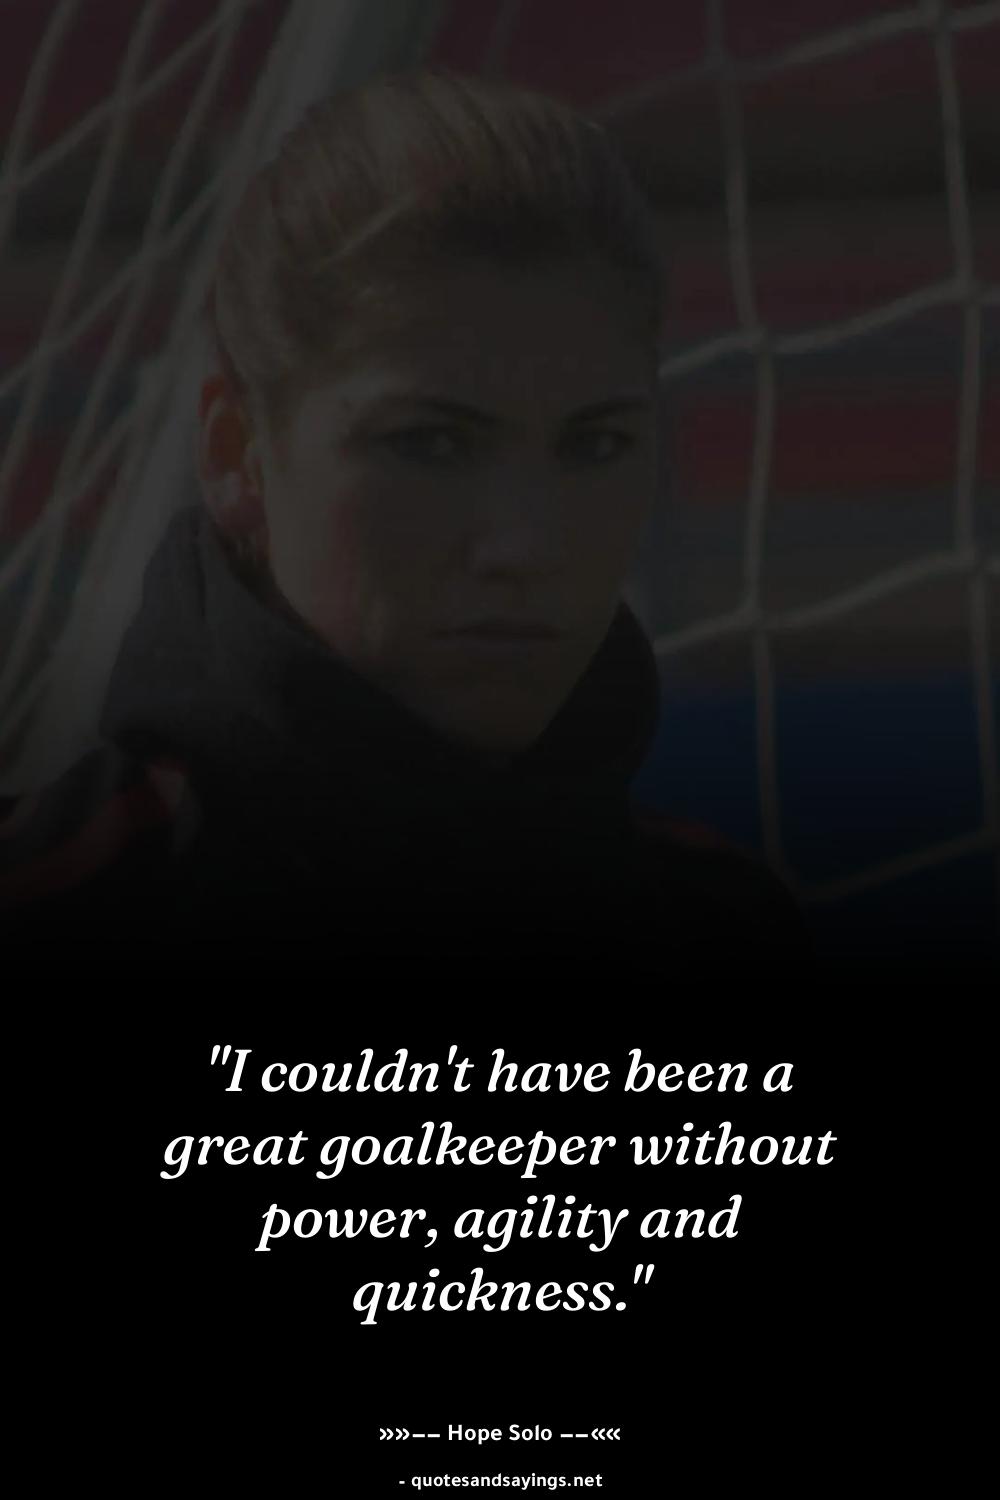 "I couldn't have been a
great goalkeeper without
power, agility and
quickness."
»»–– Hope Solo ––««
- quotesandsayings.net